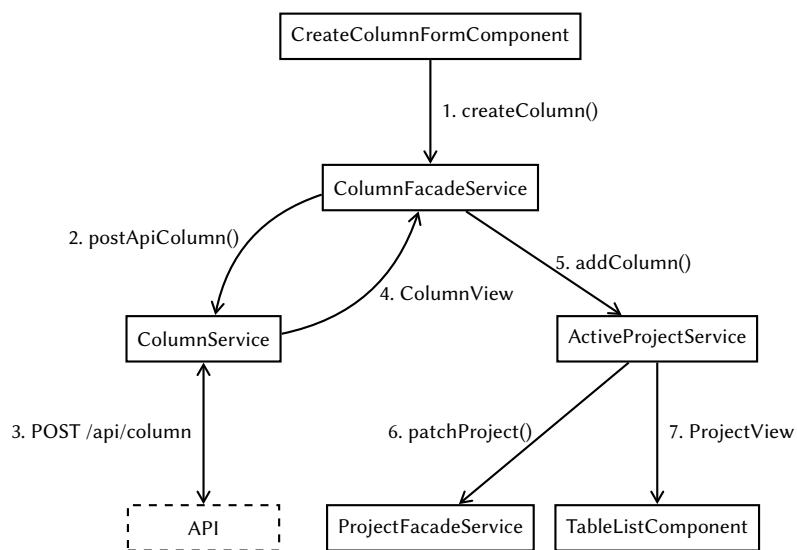 CreateColumnFormComponent
1. createColumn()
ColumnFacadeService
2. postApiColumn()
5. addColumn()
4. ColumnView
ColumnService
ActiveProjectService
3. POST /api/column
6. patchProject()
7. ProjectView
API
ProjectFacadeService
TableListComponent